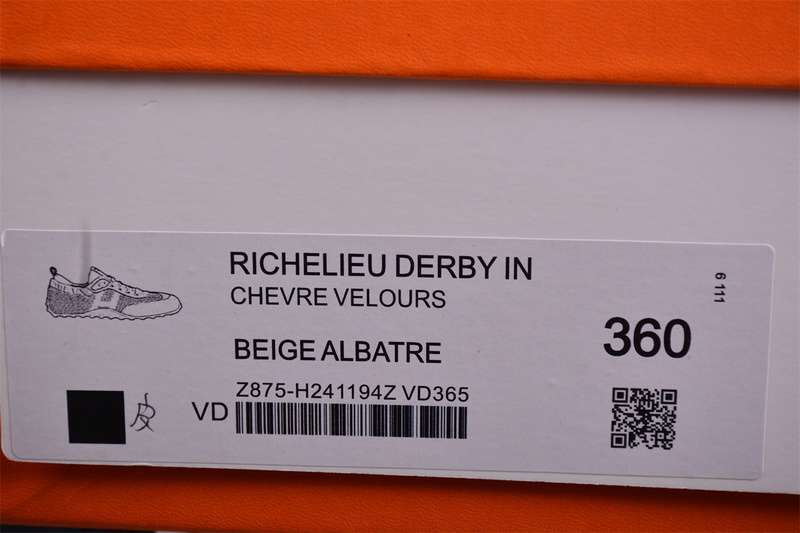 RICHELIEU DERBY IN
CHEVRE VELOURS
BEIGE ALBATRE
360
6 111
Z875-H241194Z VD365
VD
皮
H